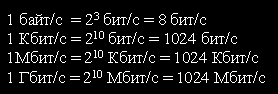 1 байт/с = 2³ бит/с = 8 бит/с
1 Кбит/с = 2¹⁰ бит/с = 1024 бит/с
1Мбит/с = 2¹⁰ Кбит/с = 1024 Кбит/с
1 Гбит/с = 2¹⁰ Мбит/с = 1024 Мбит/с